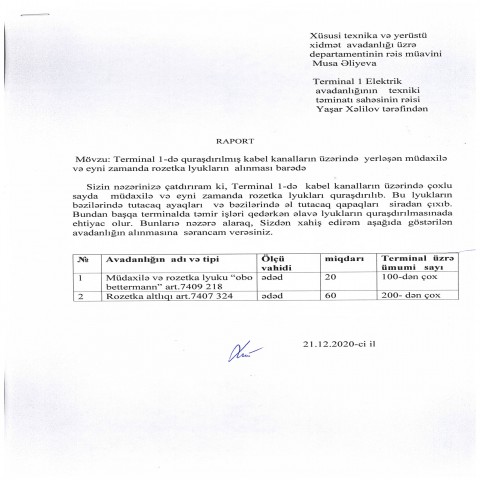 Xüsusi texnika və yerüstü
xidmət avadanlığı üzrə
departamentinin rəis müavini
Musa Əliyeva
Terminal 1 Elektrik
avadanlığının texniki
təminatı sahəsinin rəisi
Yaşar Xəlilov tərəfindən
RAPORT
Mövzu: Terminal 1-də quraşdırılmış kabel kanalların üzərində yerləşən müdaxilə
və eyni zamanda rozetka lyukların alınması barədə
Sizin nəzərinizə çatdırıram ki, Terminal 1-də kabel kanalların üzərində çoxlu
sayda müdaxilə və eyni zamanda rozetka lyukları quraşdırılıb. Bu lyukların
bəzilərində tutacaq ayaqları və bəzilərində əl tutacaq qapaqları sıradan çıxıb.
Bundan başqa terminalda təmir işləri gedərkən əlavə lyukların quraşdırılmasınada
ehtiyac olur. Bunlarıə nəzərə alaraq, Sizdən xahiş edirəm aşağıda göstərilən
avadanlığın alınmasına sərəncam verəsiniz.
№ Avadanlığın adı və tipi Ölçü vahidi miqdarı Terminal üzrə ümumi sayı
1 Müdaxilə və rozetka lyuku “obo bettermann” art.7409 218 ədəd 20 100-dən çox
2 Rozetka altlıqı art.7407 324 ədəd 60 200- dən çox
21.12.2020-ci il